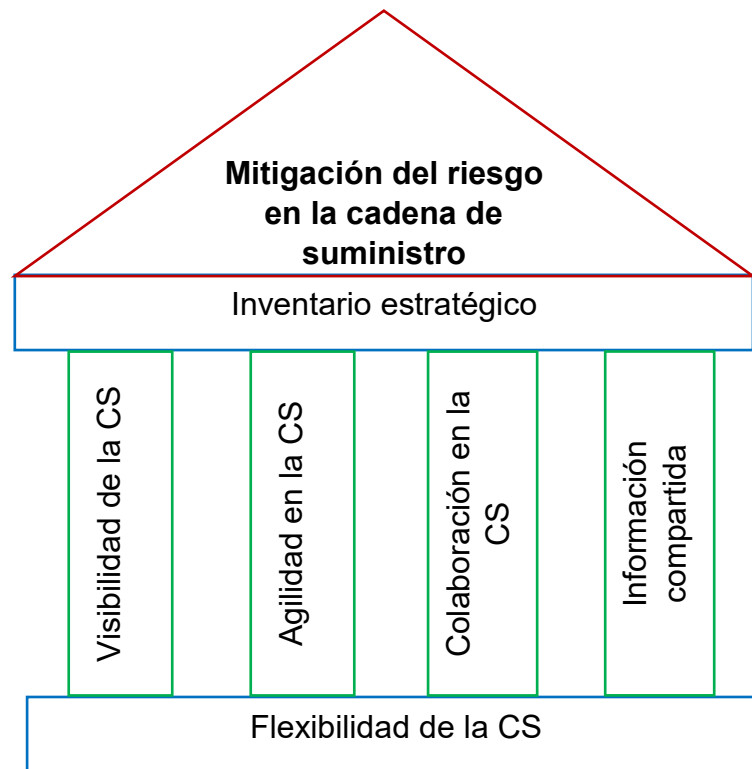 Mitigación del riesgo
en la cadena de
suministro
Inventario estratégico
Visibilidad de la CS
Agilidad en la CS
Colaboración en la
CS
Información
compartida
Flexibilidad de la CS